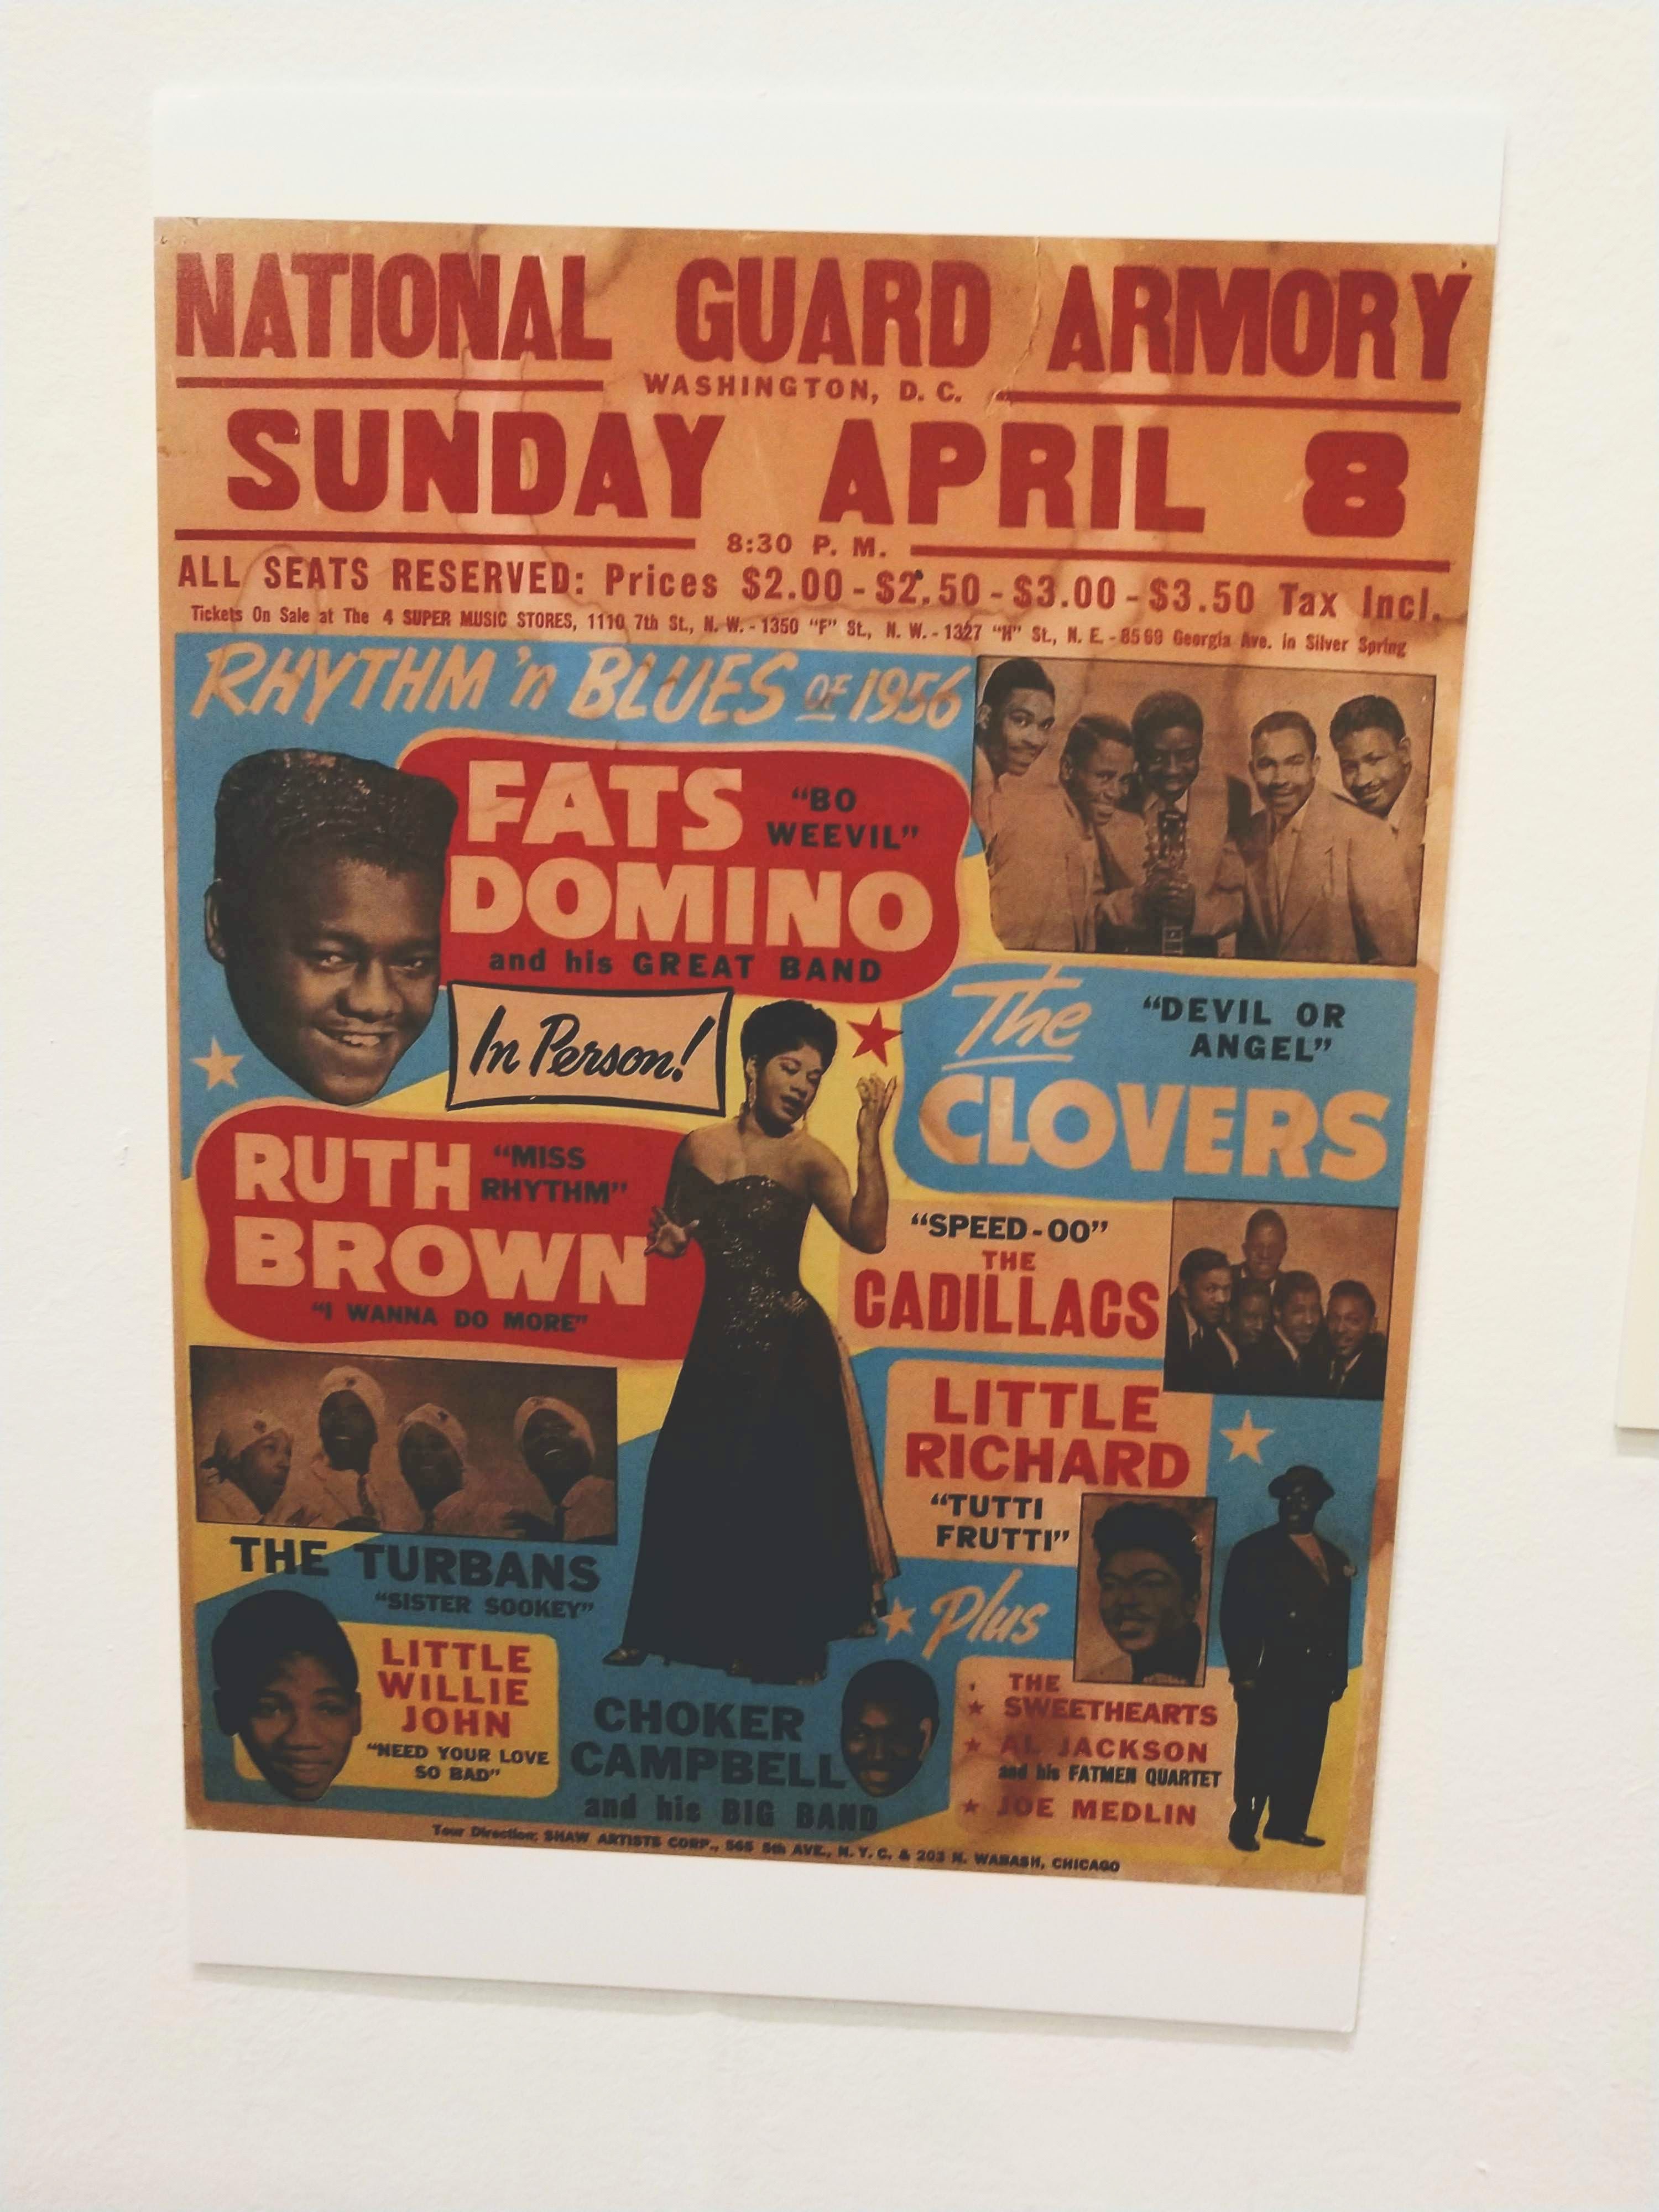 NATIONAL GUARD ARMORY
WASHINGTON, D. C.
SUNDAY APRIL 8
8:30 P. M.
ALL SEATS RESERVED: Prices $2.00 - $2.50 - $3.00 - $3.50 Tax Incl.
Tickets On Sale at The 4 SUPER MUSIC STORES, 1110 7th St., N. W. - 1350 "F" St., N. W. - 1327 "H" St., N. E. - 8569 Georgia Ave. in Silver Spring
RHYTHM 'n BLUES OF 1956
FATS
"BO
WEEVIL"
DOMINO
and his GREAT BAND
In Person!
The
"DEVIL OR
ANGEL"
CLOVERS
RUTH
"MISS
RHYTHM"
BROWN
"I WANNA DO MORE"
"SPEED-OO"
THE
CADILLACS
LITTLE
RICHARD
"TUTTI
FRUTTI"
THE TURBANS
"SISTER SOOKEY"
Plus
LITTLE
WILLIE
JOHN
"NEED YOUR LOVE
SO BAD"
CHOKER
CAMPBELL
and his BIG BAND
THE
★ SWEETHEARTS
★ AL JACKSON
and his FATMEN QUARTET
★ JOE MEDLIN
Tour Direction: SHAW ARTISTS CORP., 565 5th AVE., N. Y. C. & 203 N. WABASH, CHICAGO